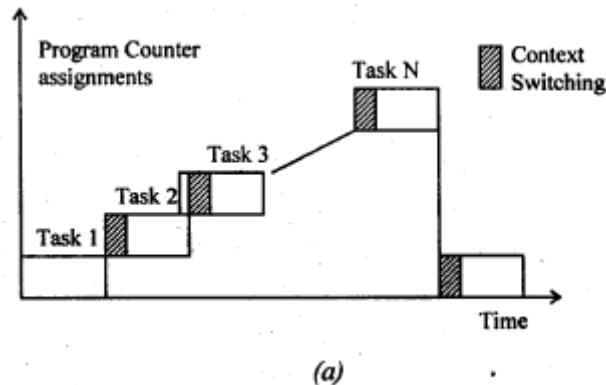 Program Counter
assignments
Task N
Context
Switching
Task 3
Task 2
Task 1
Time
(a)